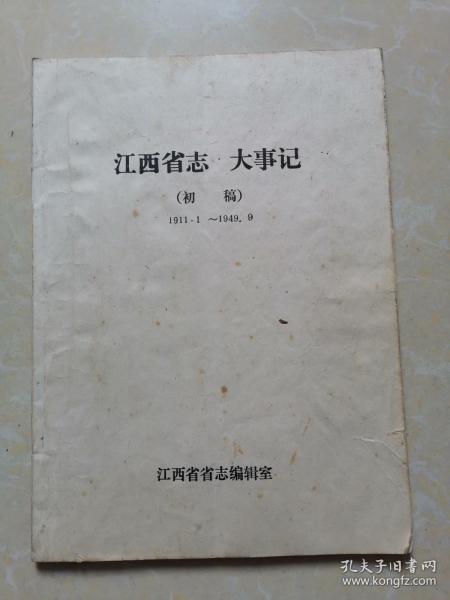 江西省志 大事记
(初 稿)
1911.1 ～1949.9
江西省省志编辑室
孔夫子旧书网
www.kongfz.com